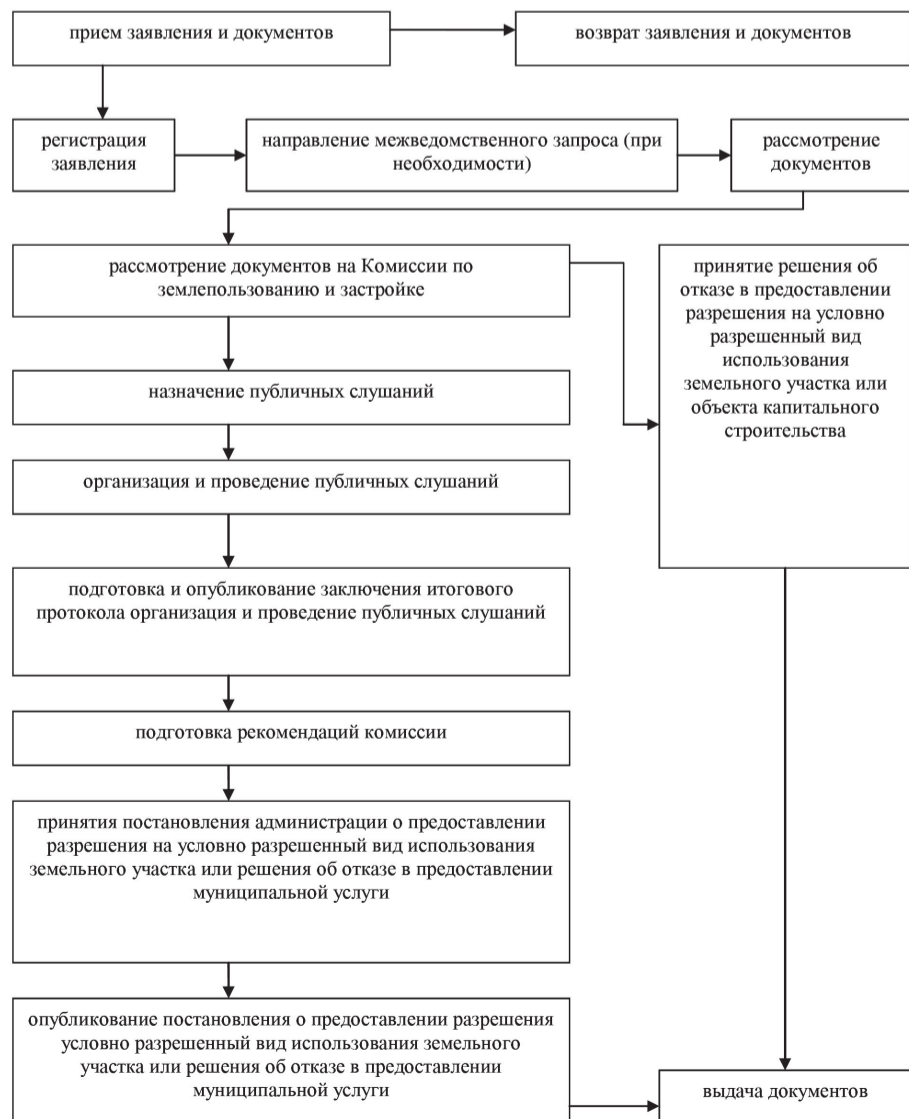 прием заявления и документов
возврат заявления и документов
регистрация
заявления
направление межведомственного запроса (при
необходимости)
рассмотрение
документов
рассмотрение документов на Комиссии по
землепользованию и застройке
принятие решения об
отказе в предоставлении
разрешения на условно
разрешенный вид
использования
земельного участка или
объекта капитального
строительства
назначение публичных слушаний
организация и проведение публичных слушаний
подготовка и опубликование заключения итогового
протокола организация и проведение публичных слушаний
подготовка рекомендаций комиссии
принятия постановления администрации о предоставлении
разрешения на условно разрешенный вид использования
земельного участка или решения об отказе в предоставлении
муниципальной услуги
опубликование постановления о предоставлении разрешения
условно разрешенный вид использования земельного
участка или решения об отказе в предоставлении
муниципальной услуги
выдача документов